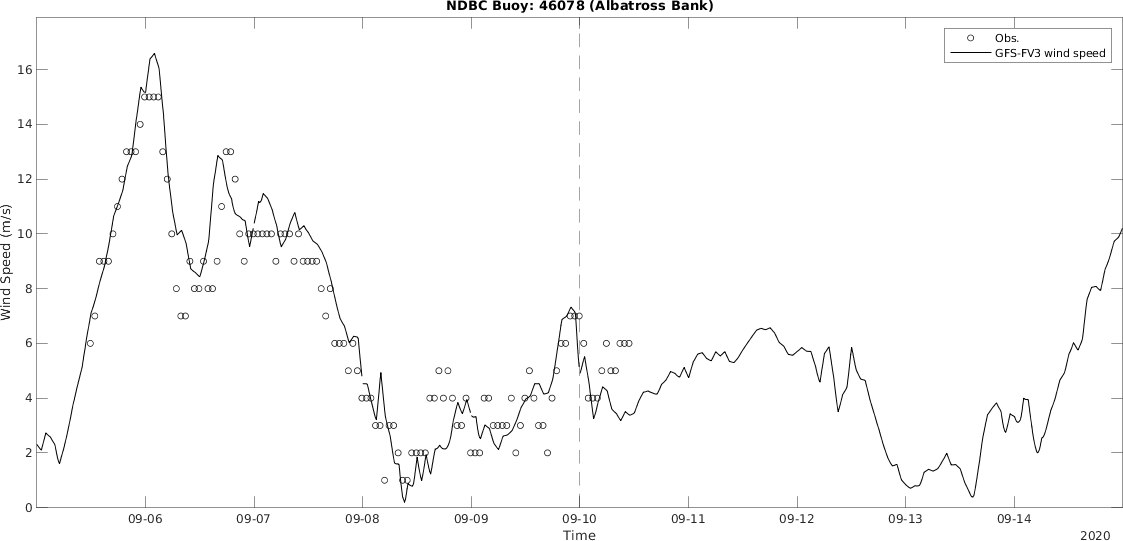 NDBC Buoy: 46078 (Albatross Bank)
Obs.
GFS-FV3 wind speed
Wind Speed (m/s)
16
14
12
10
8
6
4
2
0
09-06 09-07 09-08 09-09 09-10 09-11 09-12 09-13 09-14
Time
2020